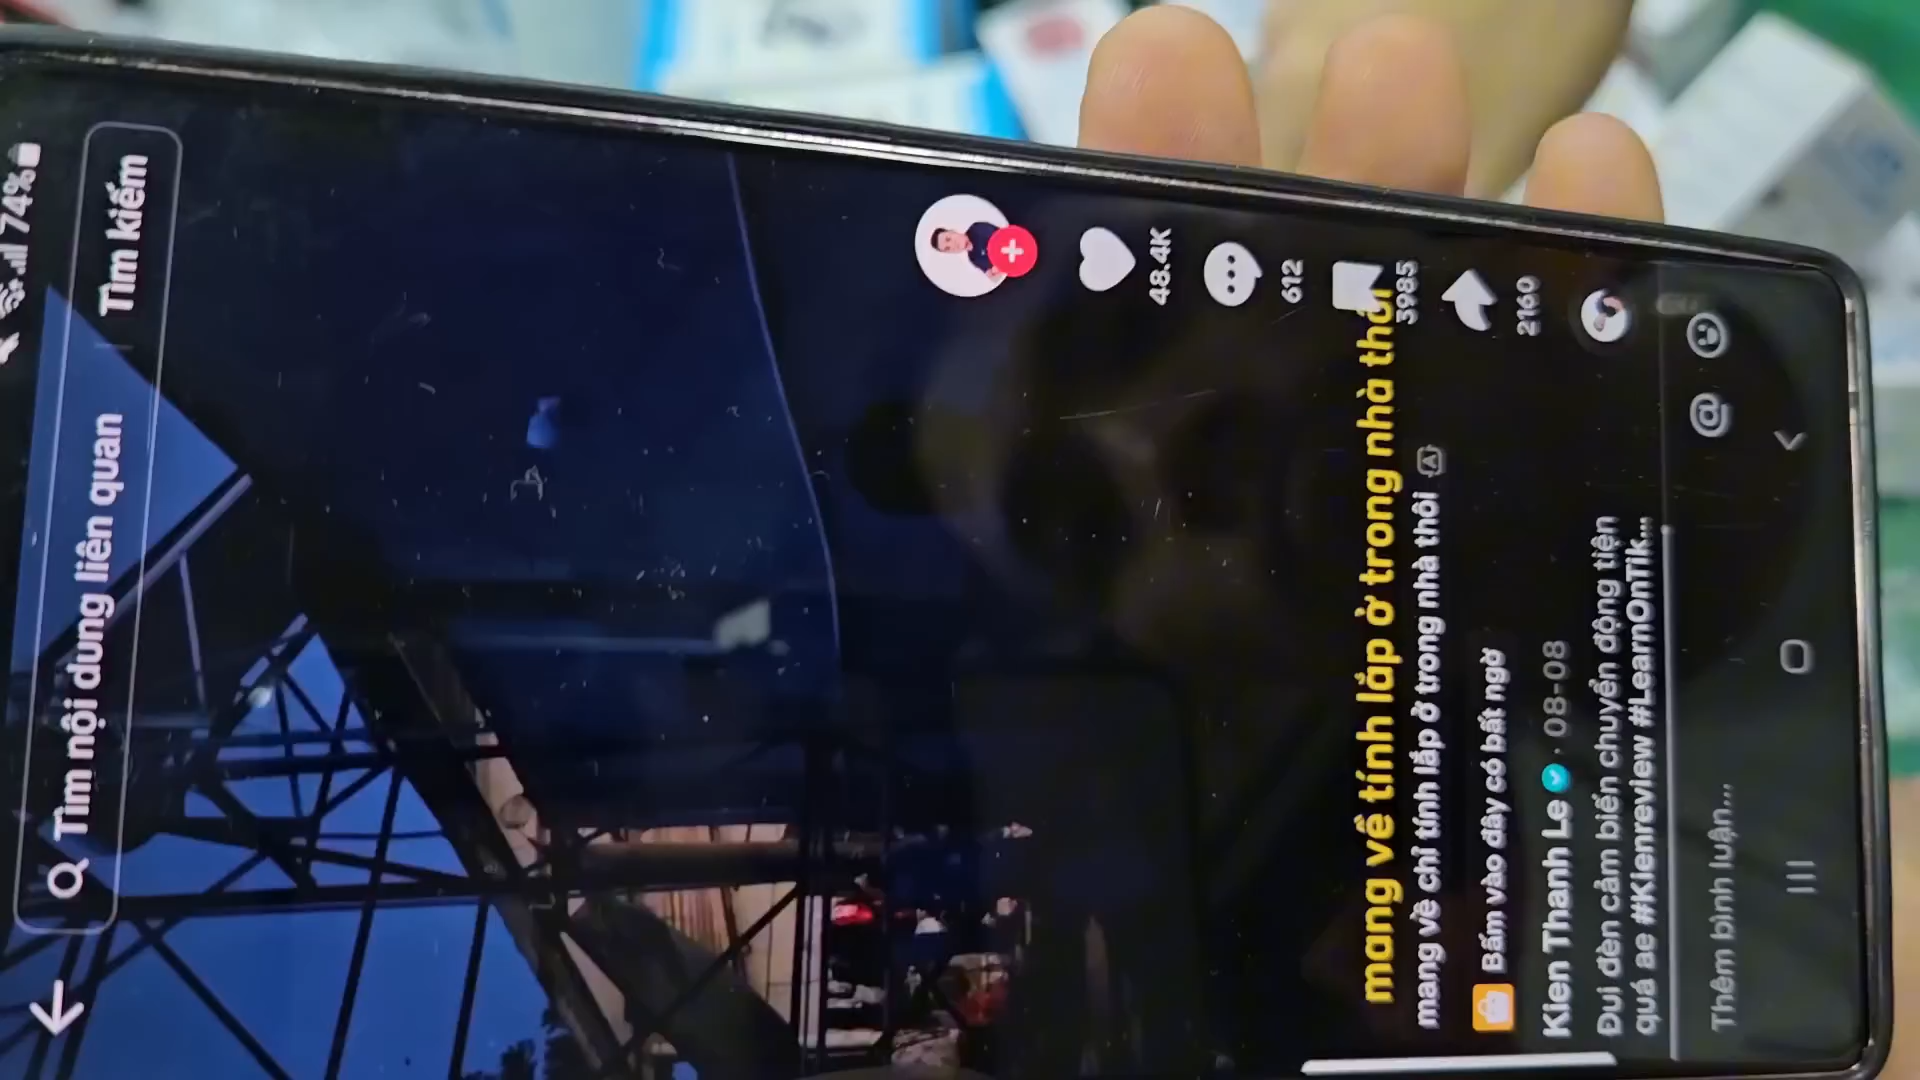 74%
Tìm nội dung liên quan
Tìm kiếm
48.4K
612
3985
2160
mang về tính lắp ở trong nhà thôi
mang về chỉ tính lắp ở trong nhà thôi
Bấm vào đây có bất ngờ
Kien Thanh Le · 08-08
Đui đèn cảm biến chuyển động tiện
quá ae #Kienreview #LearnOnTik...
Thêm bình luận...
@